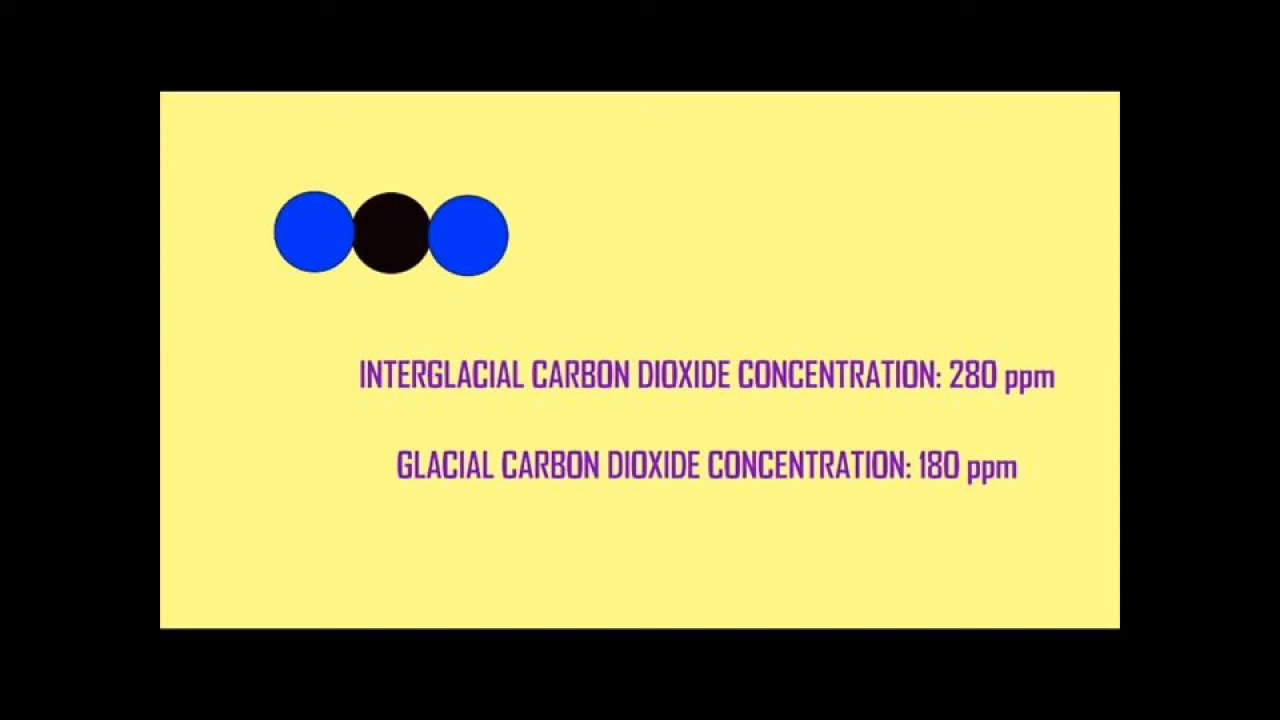 INTERGLACIAL CARBON DIOXIDE CONCENTRATION: 280 ppm
GLACIAL CARBON DIOXIDE CONCENTRATION: 180 ppm